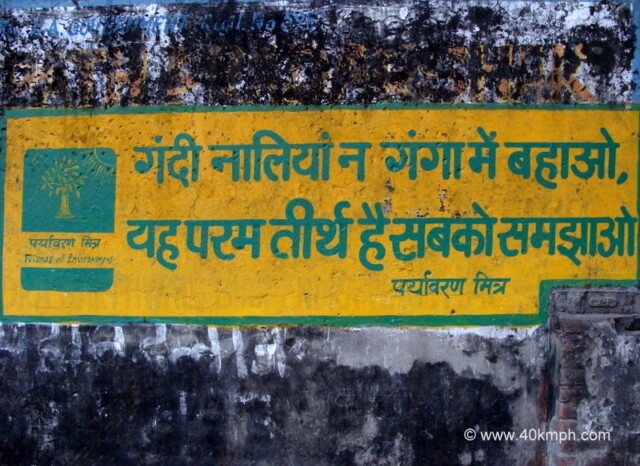 गंदी नालियां न गंगा में बहाओ,
यह परम तीर्थ है सबको समझाओ
पर्यावरण मित्र
पर्यावरण मित्र
Friends of Environment
© www.40kmph.com